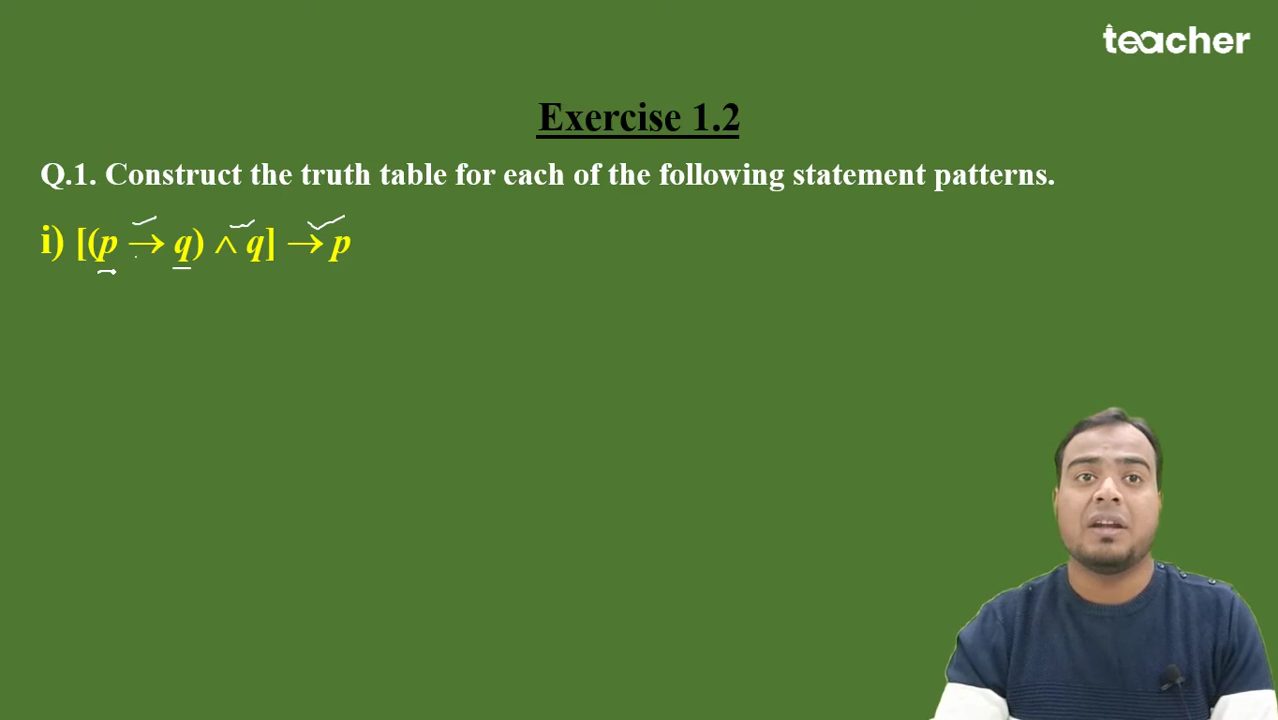 teacher
Exercise 1.2
Q.1. Construct the truth table for each of the following statement patterns.
i) [(p → q) ∧ q] → p